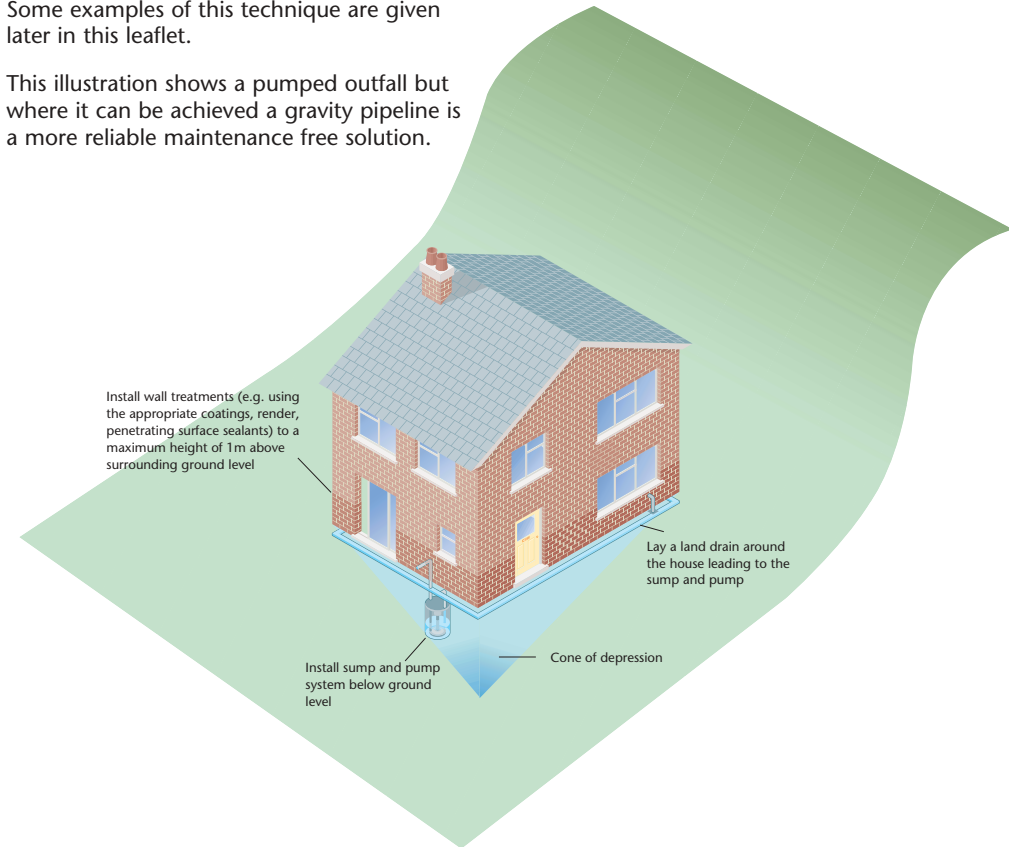 Some examples of this technique are given
later in this leaflet.
This illustration shows a pumped outfall but
where it can be achieved a gravity pipeline is
a more reliable maintenance free solution.
Install wall treatments (e.g. using
the appropriate coatings, render,
penetrating surface sealants) to a
maximum height of 1m above
surrounding ground level
Lay a land drain around
the house leading to the
sump and pump
Cone of depression
Install sump and pump
system below ground
level